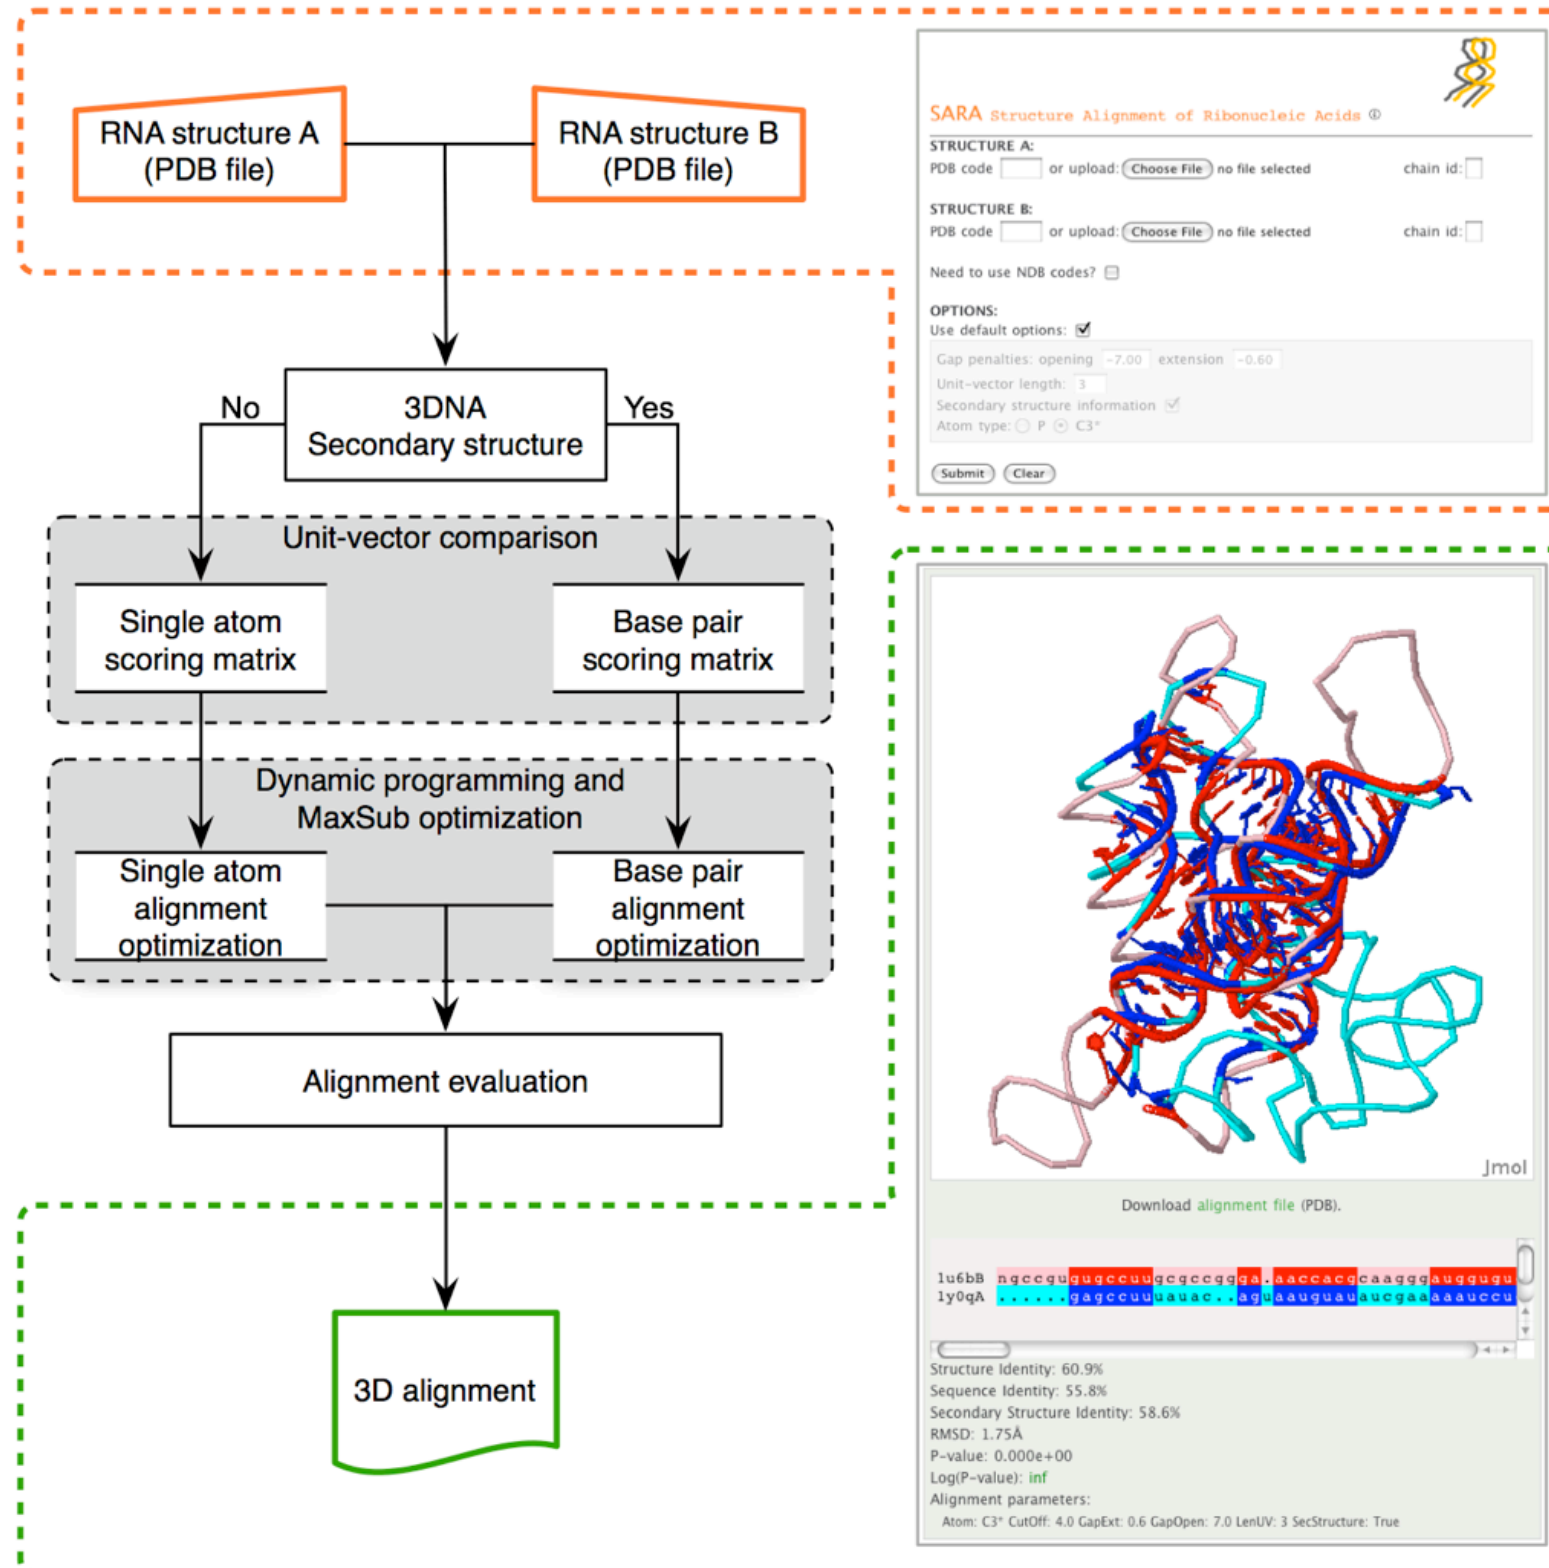 RNA structure A
(PDB file)
RNA structure B
(PDB file)
3DNA
Secondary structure
No
Yes
Unit-vector comparison
Single atom
scoring matrix
Base pair
scoring matrix
Dynamic programming and
MaxSub optimization
Single atom
alignment
optimization
Base pair
alignment
optimization
Alignment evaluation
3D alignment
SARA Structure Alignment of Ribonucleic Acids
STRUCTURE A:
PDB code or upload: Choose File no file selected chain id:
STRUCTURE B:
PDB code or upload: Choose File no file selected chain id:
Need to use NDB codes?
OPTIONS:
Use default options:
Gap penalties: opening -7.00 extension -0.60
Unit-vector length: 3
Secondary structure information
Atom type: P C3*
Submit Clear
Jmol
Download alignment file (PDB).
1u6bB ngccgugugccuugcgccggga.aaccacgcaagggauggugu
1y0qA ......gagccuuuauac..aguaauguauaucgaaaaauccu
Structure Identity: 60.9%
Sequence Identity: 55.8%
Secondary Structure Identity: 58.6%
RMSD: 1.75Å
P-value: 0.000e+00
Log(P-value): inf
Alignment parameters:
Atom: C3* CutOff: 4.0 GapExt: 0.6 GapOpen: 7.0 LenUV: 3 SecStructure: True